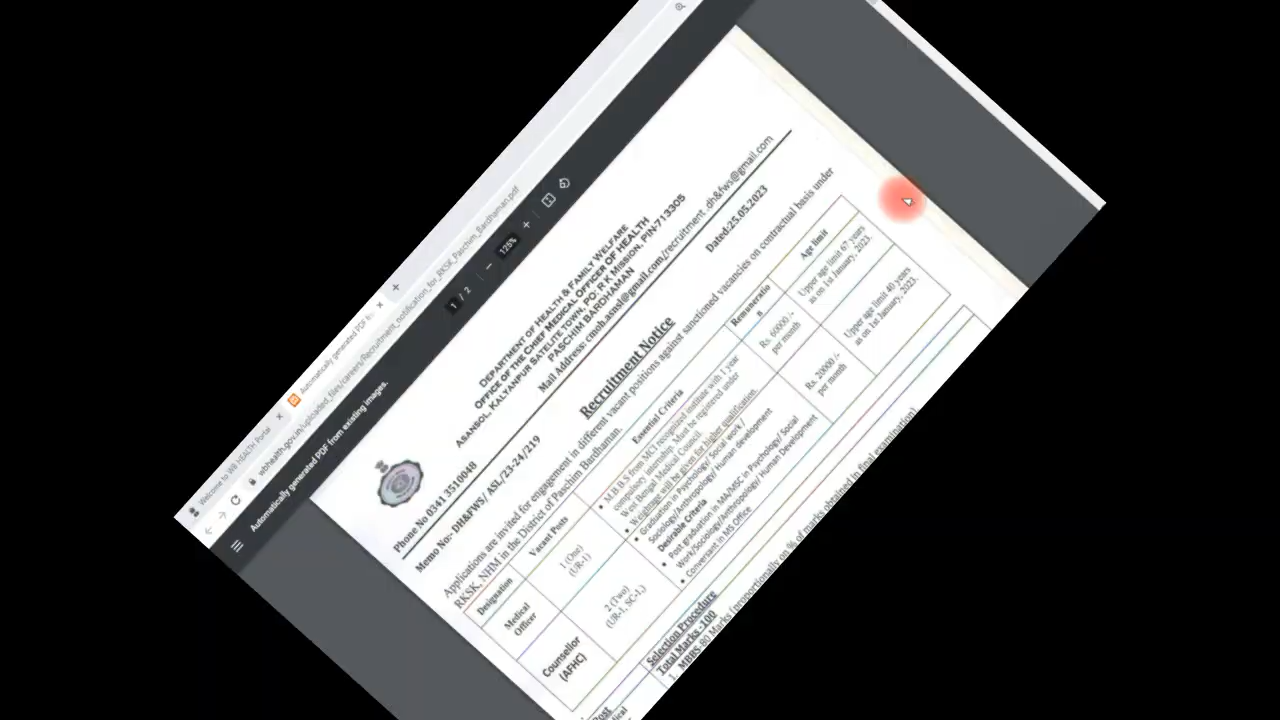 Welcome to WB HEALTH Portal
Automatically generated PDF fro
wbhealth.gov.in/uploaded_files/careers/Recruitment_notification_for_RKSK_Paschim_Bardhaman.pdf
Automatically generated PDF from existing images.
1 / 2
125%
DEPARTMENT OF HEALTH & FAMILY WELFARE
OFFICE OF THE CHIEF MEDICAL OFFICER OF HEALTH
ASANSOL, KALYANPUR SATELITE TOWN, PO: R K MISSION, PIN-713305
PASCHIM BARDHAMAN
Phone No 0341 3510048
Mail Address: cmoh.asnsl@gmail.com/recruitment.dh&fws@gmail.com
Memo No:- DH&FWS/ ASL/23-24/219
Dated:25.05.2023
Recruitment Notice
Applications are invited for engagement in different vacant positions against sanctioned vacancies on contractual basis under
RKSK, NHM in the District of Paschim Bardhaman.
Designation
Vacant Posts
Essential Criteria
Remuneratio
n
Age limit
Medical
Officer
1 (One)
(UR-1)
• M.B.B.S from MCI recognized institute with 1 year
compulsory internship. Must be registered under
West Bengal Medical Council.
• Weightage will be given for higher qualification.
Rs. 60000 /-
per month
Upper age limit 67 years
as on 1st January, 2023.
Counsellor
(AFHC)
2 (Two)
(UR-1, SC-1,)
• Graduation in Psychology/ Social work /
Sociology/Anthropology/ Human development
Desirable Criteria
• Post graduation in MA/MSC in Psychology/ Social
Work/Sociology/Anthropology/ Human Development
• Conversant in MS Office
Rs. 20000 /-
per month
Upper age limit 40 years
as on 1st January, 2023.
Post
Selection Procedure
Total Marks -100
1. MBBS-80 Marks (proportionally on % of marks obtained in final examination)